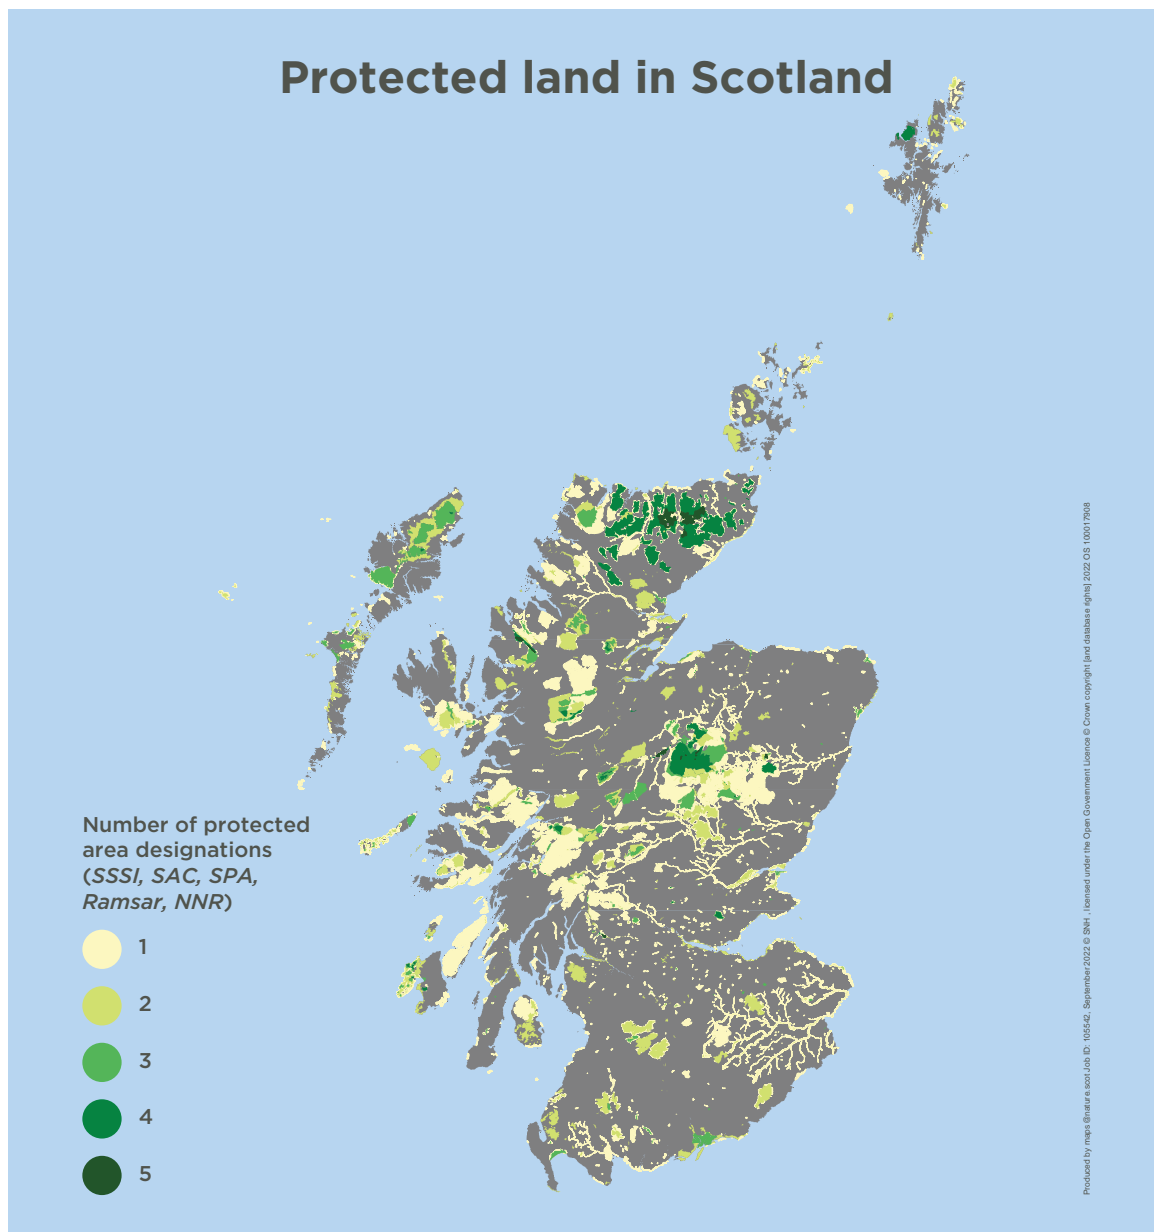 Protected land in Scotland
Number of protected
area designations
(SSSI, SAC, SPA,
Ramsar, NNR)
1
2
3
4
5
Produced by maps@nature.scot Job ID: 105542, September 2022 © SNH , licensed under the Open Government Licence © Crown copyright [and database rights] 2022 OS 100017908